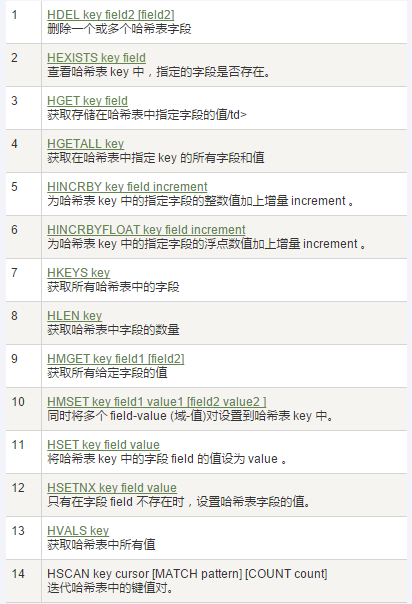 1 HDEL key field2 [field2]
删除一个或多个哈希表字段
2 HEXISTS key field
查看哈希表 key 中，指定的字段是否存在。
3 HGET key field
获取存储在哈希表中指定字段的值/td>
4 HGETALL key
获取在哈希表中指定 key 的所有字段和值
5 HINCRBY key field increment
为哈希表 key 中的指定字段的整数值加上增量 increment 。
6 HINCRBYFLOAT key field increment
为哈希表 key 中的指定字段的浮点数值加上增量 increment 。
7 HKEYS key
获取所有哈希表中的字段
8 HLEN key
获取哈希表中字段的数量
9 HMGET key field1 [field2]
获取所有给定字段的值
10 HMSET key field1 value1 [field2 value2 ]
同时将多个 field-value (域-值)对设置到哈希表 key 中。
11 HSET key field value
将哈希表 key 中的字段 field 的值设为 value 。
12 HSETNX key field value
只有在字段 field 不存在时，设置哈希表字段的值。
13 HVALS key
获取哈希表中所有值
14 HSCAN key cursor [MATCH pattern] [COUNT count]
迭代哈希表中的键值对。